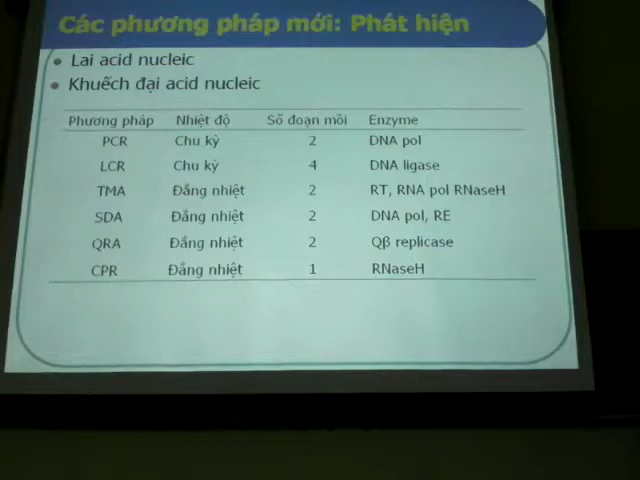 Các phương pháp mới: Phát hiện
Lai acid nucleic
Khuếch đại acid nucleic
Phương pháp Nhiệt độ Số đoạn mồi Enzyme
PCR Chu kỳ 2 DNA pol
LCR Chu kỳ 4 DNA ligase
TMA Đẳng nhiệt 2 RT, RNA pol RNaseH
SDA Đẳng nhiệt 2 DNA pol, RE
QRA Đẳng nhiệt 2 Qβ replicase
CPR Đẳng nhiệt 1 RNaseH